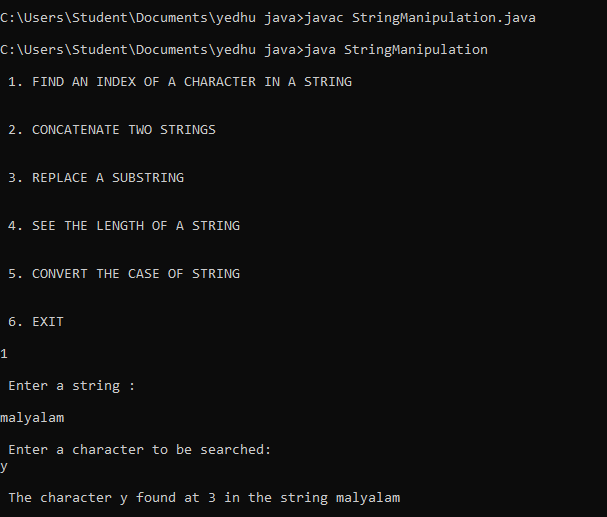 C:\Users\Student\Documents\yedhu java>javac StringManipulation.java
C:\Users\Student\Documents\yedhu java>java StringManipulation
1. FIND AN INDEX OF A CHARACTER IN A STRING
2. CONCATENATE TWO STRINGS
3. REPLACE A SUBSTRING
4. SEE THE LENGTH OF A STRING
5. CONVERT THE CASE OF STRING
6. EXIT
1
Enter a string :
malyalam
Enter a character to be searched:
y
The character y found at 3 in the string malyalam